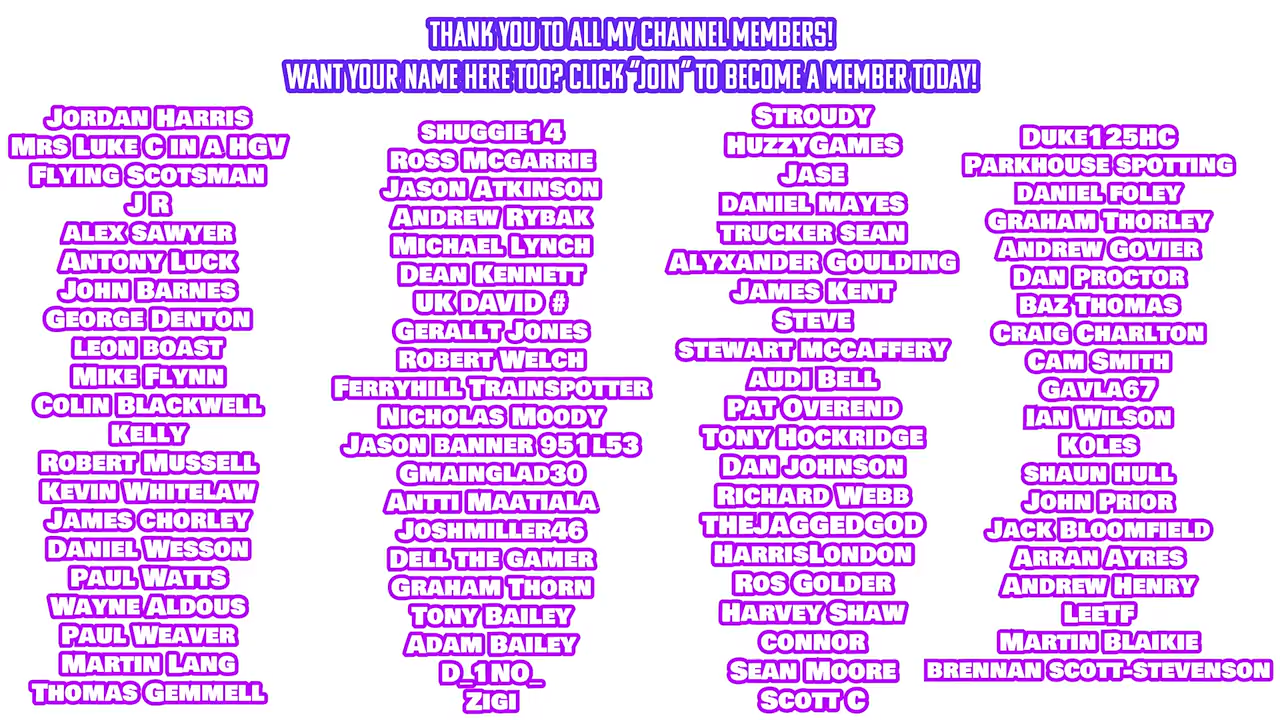 THANK YOU TO ALL MY CHANNEL MEMBERS!
WANT YOUR NAME HERE TOO? CLICK "JOIN" TO BECOME A MEMBER TODAY!
Jordan Harris
Mrs Luke C in a HGV
Flying Scotsman
J R
alex sawyer
Antony Luck
John Barnes
George Denton
leon boast
Mike Flynn
Colin Blackwell
Kelly
Robert Mussell
Kevin Whitelaw
James chorley
Daniel Wesson
Paul Watts
Wayne Aldous
Paul Weaver
Martin Lang
Thomas Gemmell
shuggie14
Ross McGarrie
Jason Atkinson
Andrew Rybak
Michael Lynch
Dean Kennett
UK DAVID #
Gerallt Jones
Robert Welch
Ferryhill Trainspotter
Nicholas Moody
Jason banner 951L53
Gmainglad30
Antti Maatiala
Joshmiller46
Dell the gamer
Graham Thorn
Tony Bailey
Adam Bailey
D_1NO_
Zigi
Stroudy
HuzzyGames
Jase
daniel mayes
trucker sean
Alyxander Goulding
James Kent
Steve
stewart mccaffery
audi Bell
Pat Overend
Tony Hockridge
Dan Johnson
Richard Webb
THEJAGGEDGOD
HarrisLondon
Ros Golder
Harvey Shaw
connor
Sean Moore
Scott C
Duke125HC
Parkhouse spotting
daniel foley
Graham Thorley
Andrew Govier
Dan Proctor
Baz Thomas
Craig Charlton
Cam Smith
Gavla67
Ian Wilson
K0les
shaun hull
John Prior
Jack Bloomfield
Arran Ayres
Andrew Henry
LeeTF
Martin Blaikie
brennan scott-stevenson